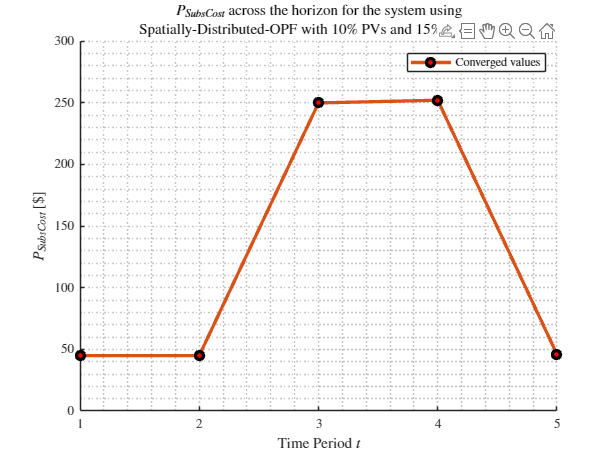 P_SubsCost across the horizon for the system using
Spatially-Distributed-OPF with 10% PVs and 15%
300
250
200
150
100
50
0
P_SubsCost [$]
Converged values
1 2 3 4 5
Time Period t